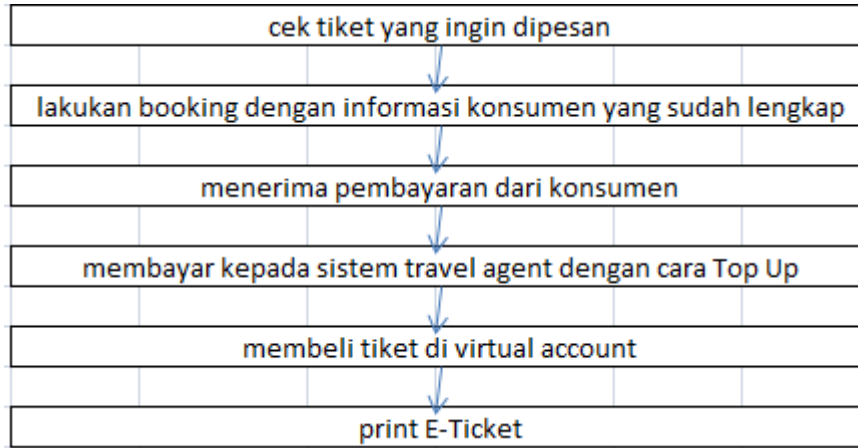 cek tiket yang ingin dipesan
lakukan booking dengan informasi konsumen yang sudah lengkap
menerima pembayaran dari konsumen
membayar kepada sistem travel agent dengan cara Top Up
membeli tiket di virtual account
print E-Ticket